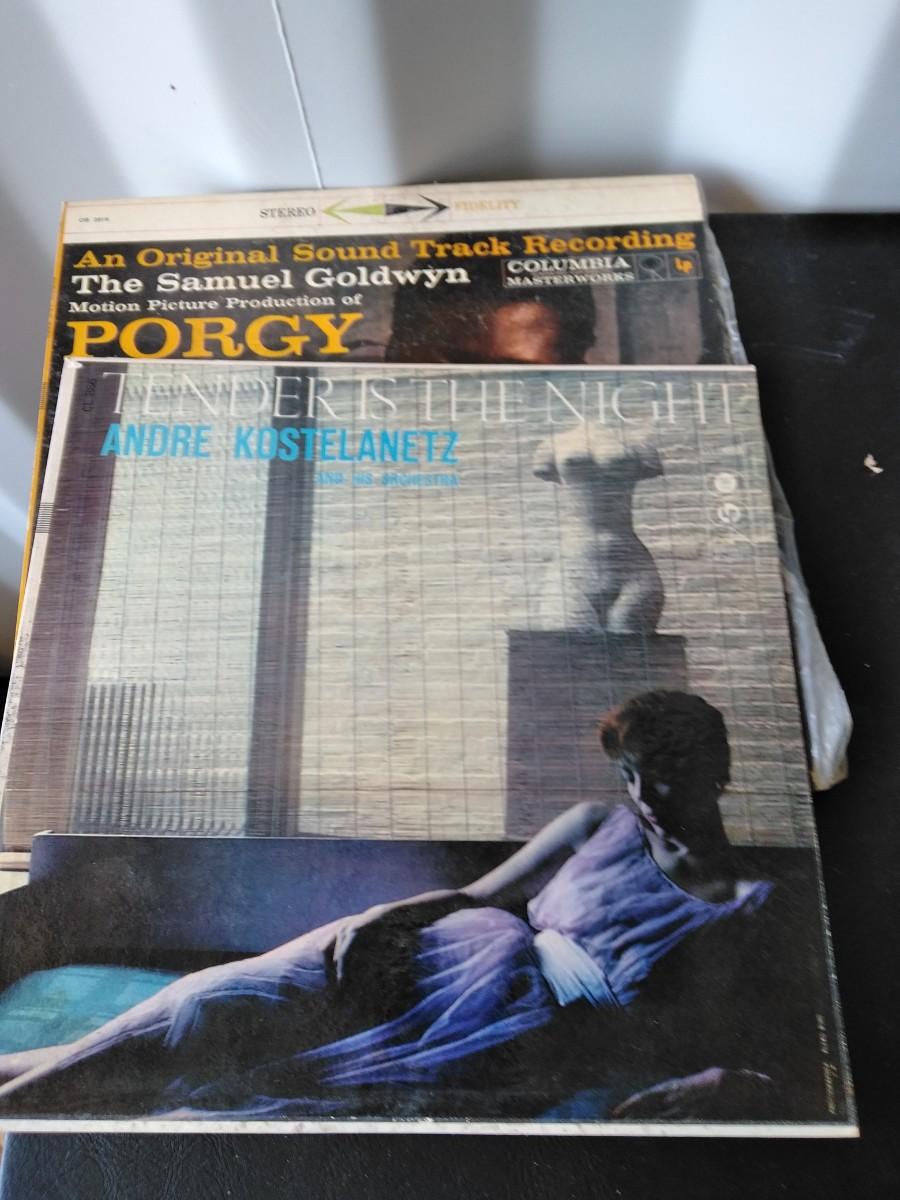 STEREO FIDELITY
An Original Sound Track Recording
The Samuel Goldwyn
COLUMBIA
MASTERWORKS
Lp
Motion Picture Production of
PORGY
TENDER IS THE NIGHT
ANDRE KOSTELANETZ
AND HIS ORCHESTRA